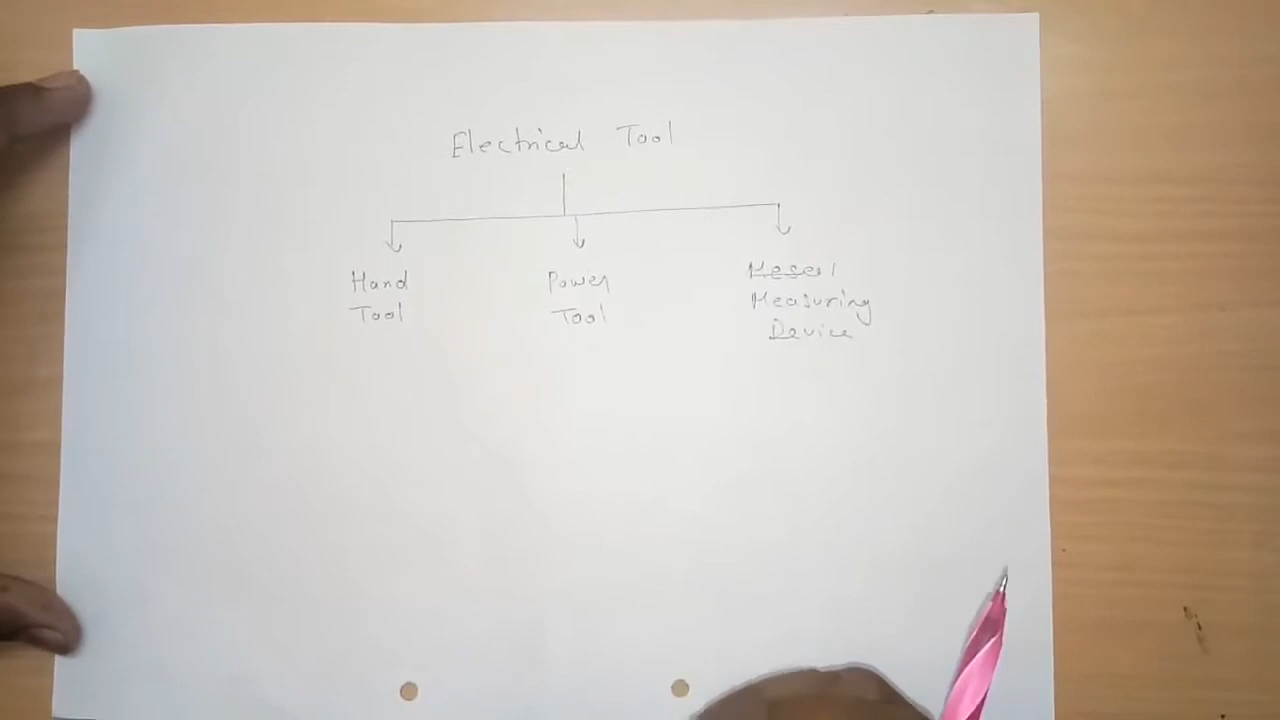 Electrical Tool
Hand
Tool
Power
Tool
Measuring
Device